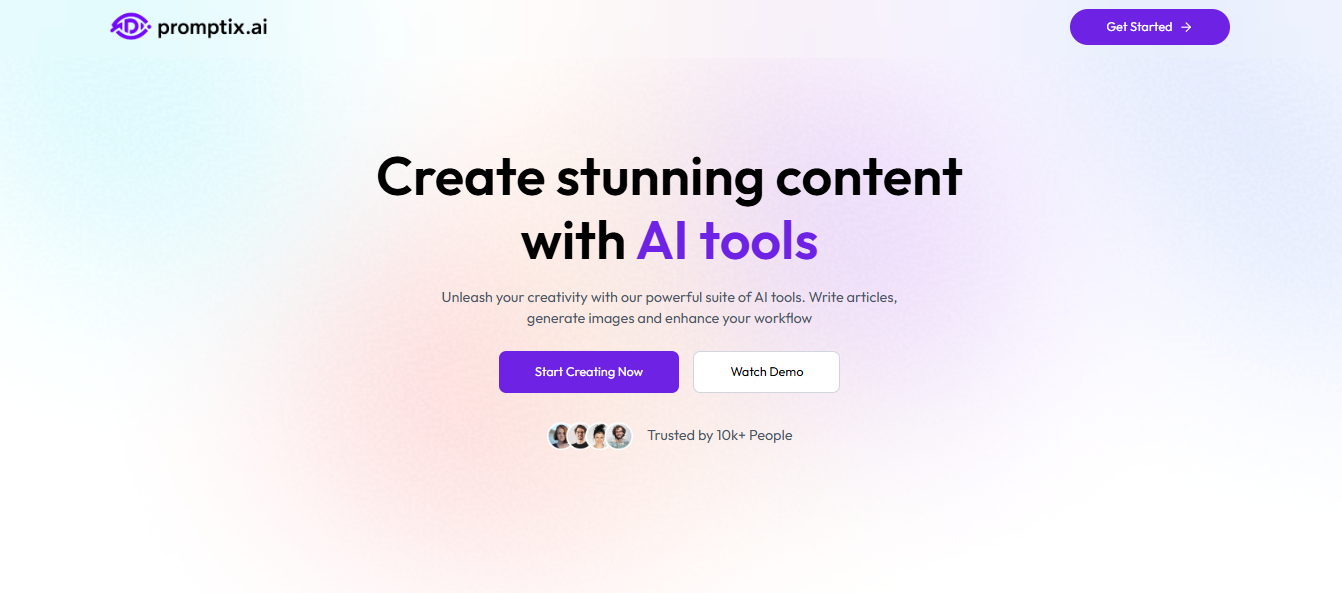 promptix.ai
Get Started →
Create stunning content
with AI tools
Unleash your creativity with our powerful suite of AI tools. Write articles,
generate images and enhance your workflow
Start Creating Now
Watch Demo
Trusted by 10k+ People